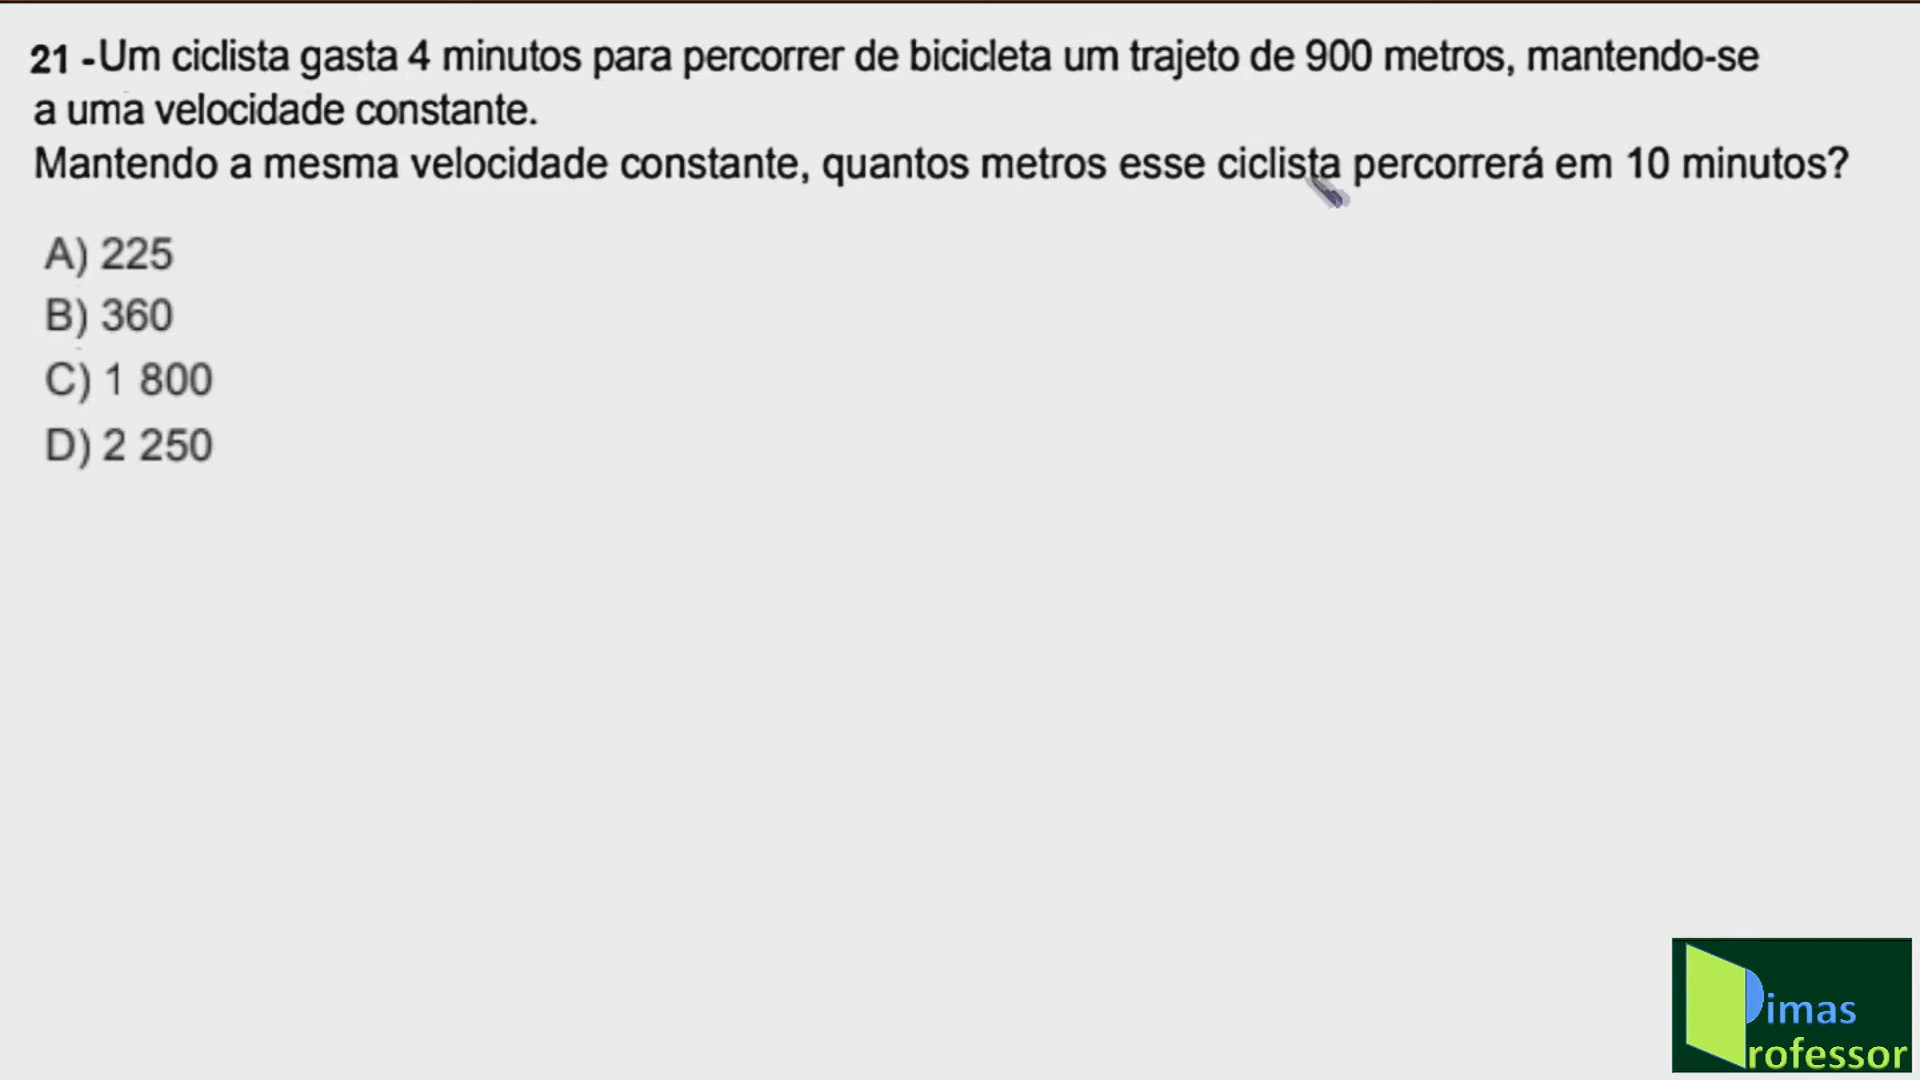 21 -Um ciclista gasta 4 minutos para percorrer de bicicleta um trajeto de 900 metros, mantendo-se
a uma velocidade constante.
Mantendo a mesma velocidade constante, quantos metros esse ciclista percorrerá em 10 minutos?
A) 225
B) 360
C) 1 800
D) 2 250
Dimas
Professor